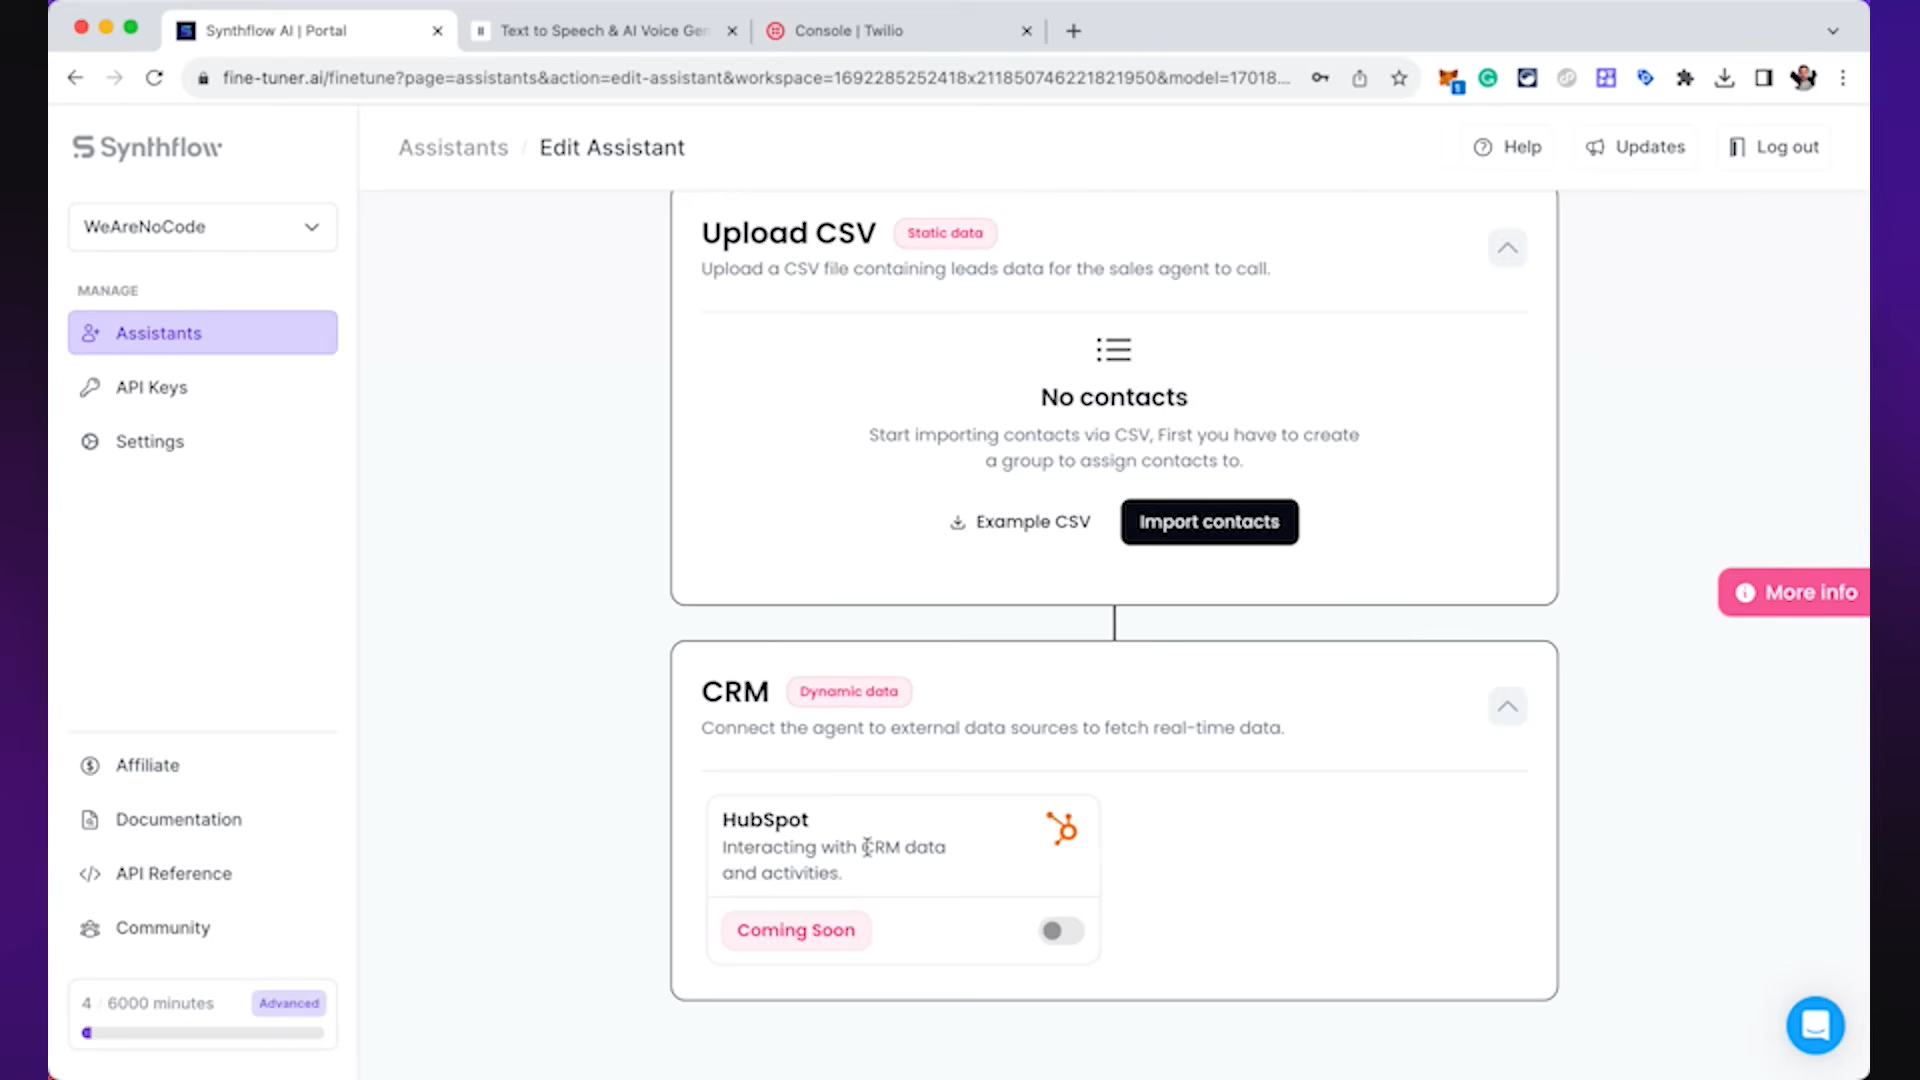 Synthflow AI | Portal
Text to Speech & AI Voice Gen
Console | Twilio
fine-tuner.ai/finetune?page=assistants&action=edit-assistant&workspace=1692285252418x211850746221821950&model=17018...
Synthflow
Assistants / Edit Assistant
Help
Updates
Log out
WeAreNoCode
MANAGE
Assistants
API Keys
Settings
Affiliate
Documentation
API Reference
Community
4 / 6000 minutes
Advanced
Upload CSV
Static data
Upload a CSV file containing leads data for the sales agent to call.
No contacts
Start importing contacts via CSV, First you have to create
a group to assign contacts to.
Example CSV
Import contacts
More info
CRM
Dynamic data
Connect the agent to external data sources to fetch real-time data.
HubSpot
Interacting with CRM data
and activities.
Coming Soon